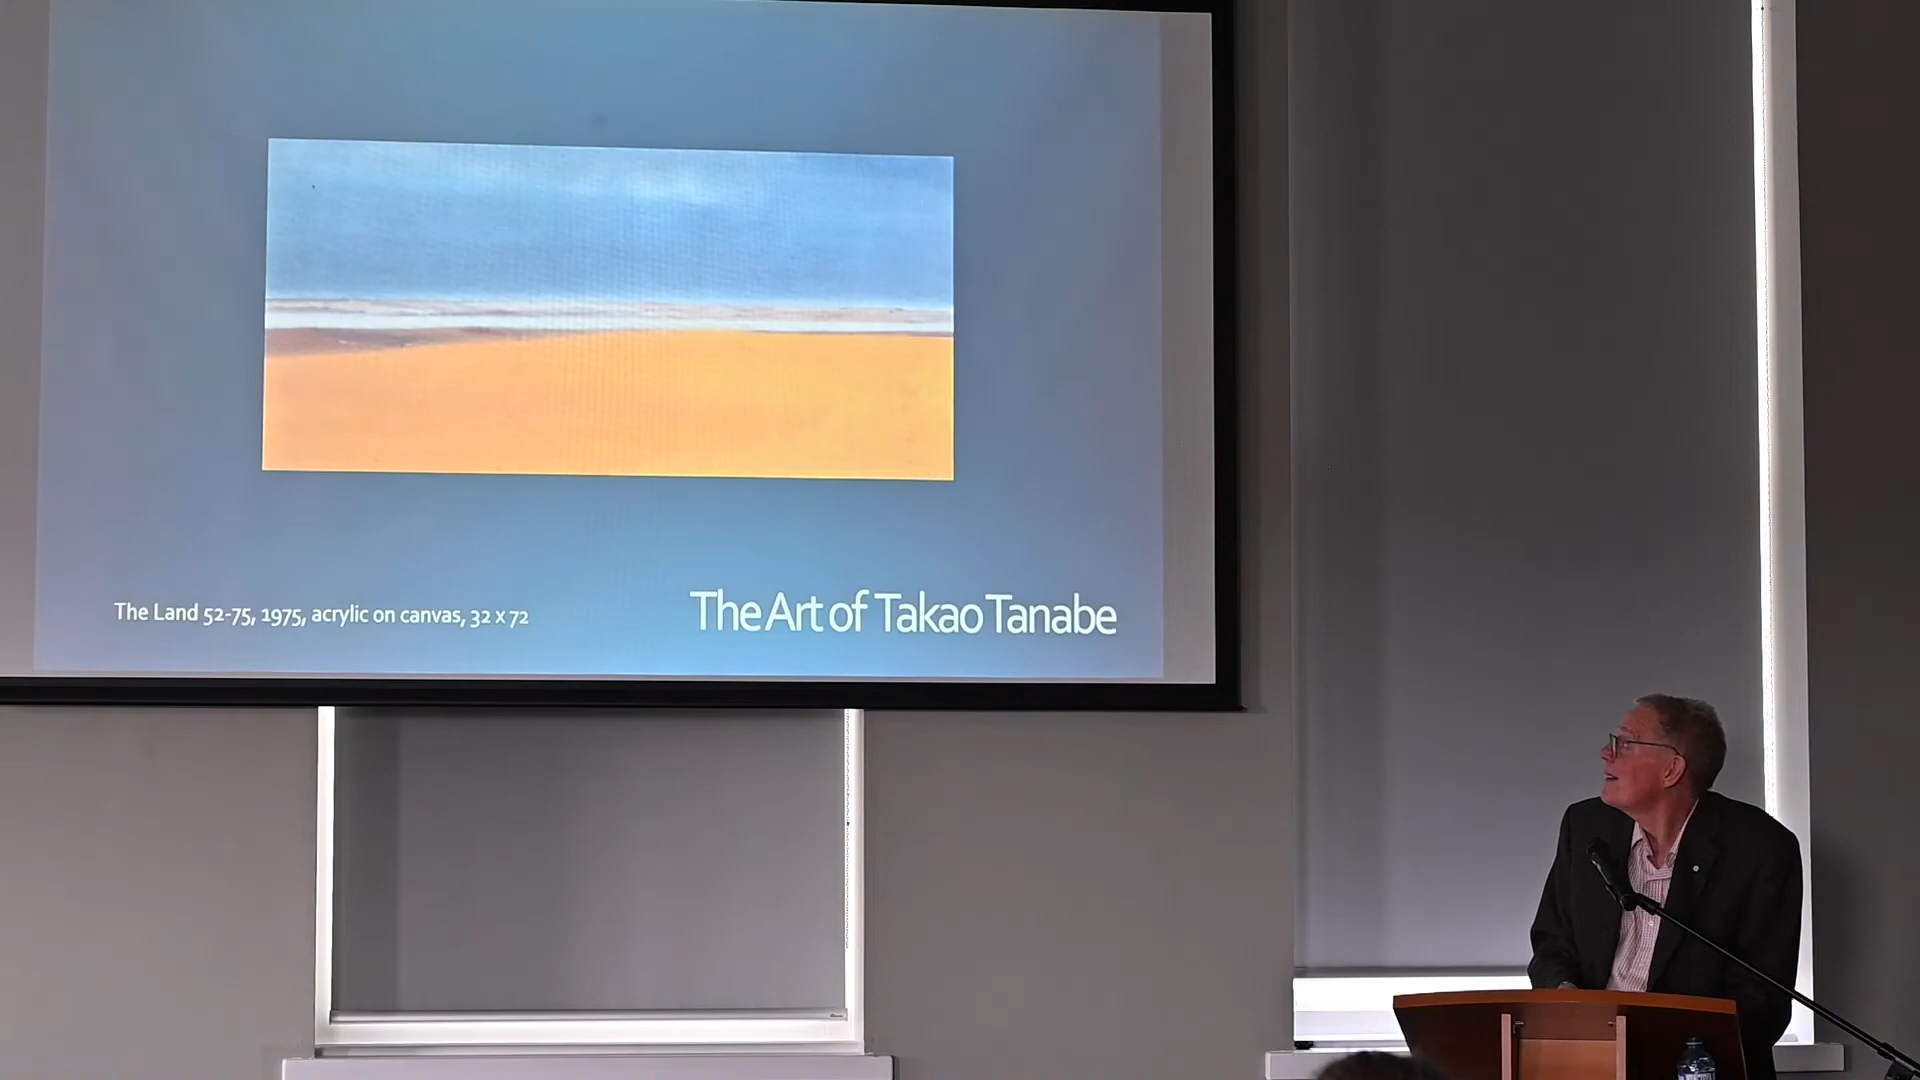 The Land 52-75, 1975, acrylic on canvas, 32 x 72
The Art of Takao Tanabe